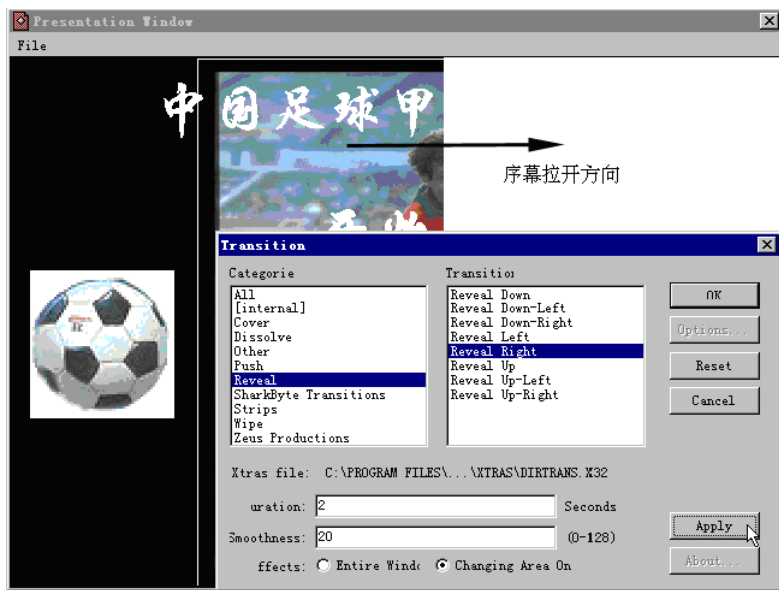 Presentation Window
File
中国足球甲
序幕拉开方向
Transition
Categorie
Transition
All
[internal]
Cover
Dissolve
Other
Push
Reveal
SharkByte Transitions
Strips
Wipe
Zeus Productions
Reveal Down
Reveal Down-Left
Reveal Down-Right
Reveal Left
Reveal Right
Reveal Up
Reveal Up-Left
Reveal Up-Right
OK
Options...
Reset
Cancel
Xtras file: C:\PROGRAM FILES\...\XTRAS\DIRTRANS.X32
uration: 2 Seconds
Smoothness: 20 (0-128)
ffects: Entire Windo Changing Area On
Apply
About...